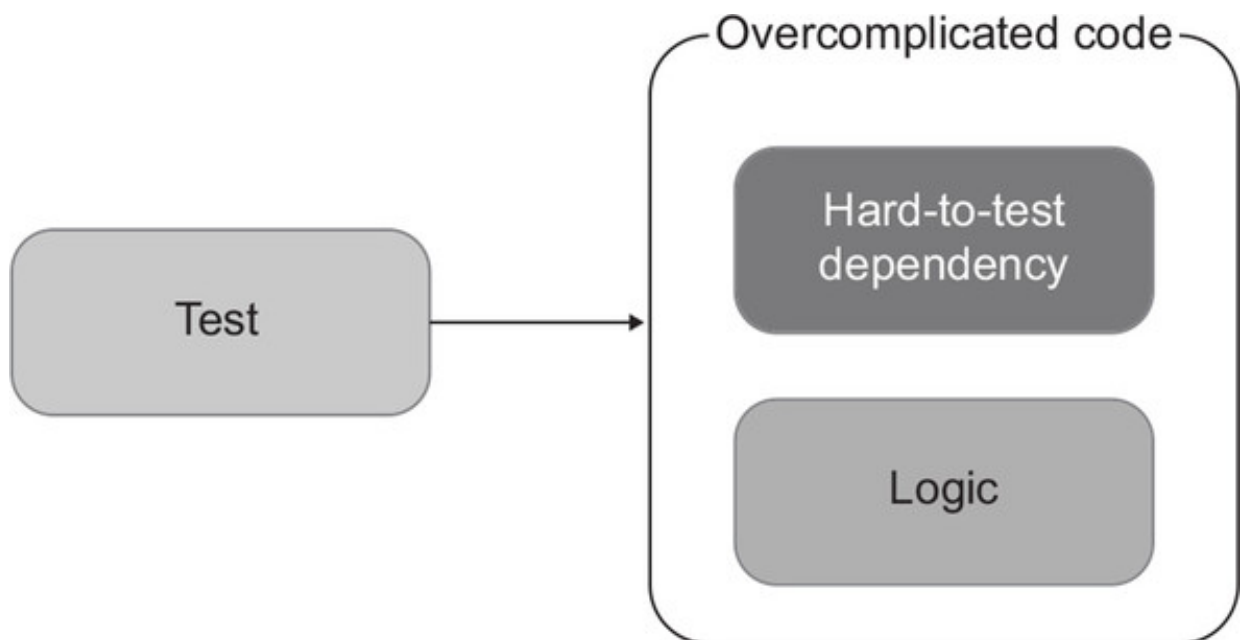 Overcomplicated code
Hard-to-test
dependency
Test
Logic